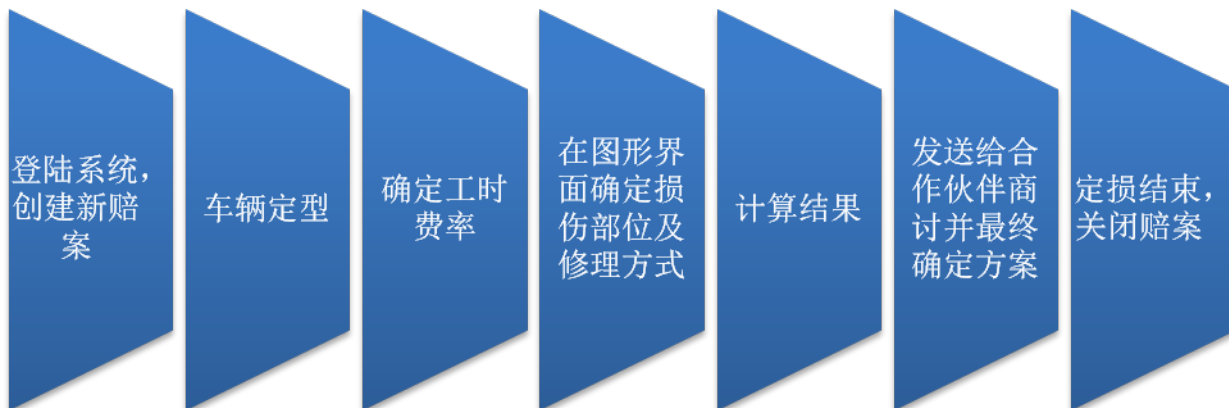 登陆系统，
创建新赔
案
车辆定型
确定工时
费率
在图形界
面确定损
伤部位及
修理方式
计算结果
发送给合
作伙伴商
讨并最终
确定方案
定损结束，
关闭赔案